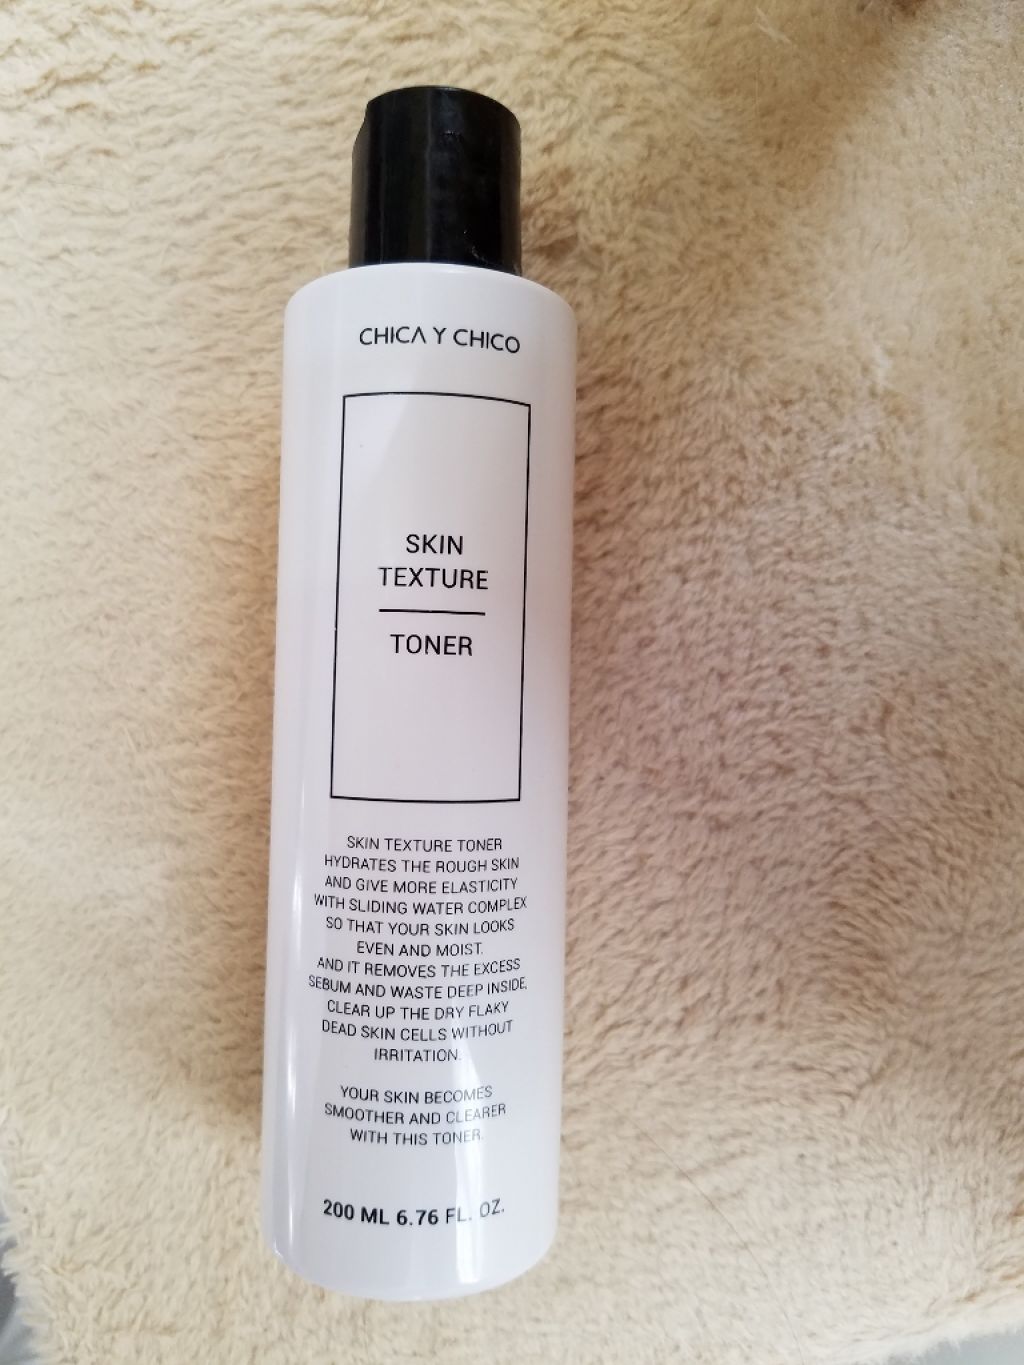 CHICA Y CHICO
SKIN
TEXTURE
TONER
SKIN TEXTURE TONER
HYDRATES THE ROUGH SKIN
AND GIVE MORE ELASTICITY
WITH SLIDING WATER COMPLEX
SO THAT YOUR SKIN LOOKS
EVEN AND MOIST.
AND IT REMOVES THE EXCESS
SEBUM AND WASTE DEEP INSIDE,
CLEAR UP THE DRY FLAKY
DEAD SKIN CELLS WITHOUT
IRRITATION.
YOUR SKIN BECOMES
SMOOTHER AND CLEARER
WITH THIS TONER.
200 ML 6.76 FL. OZ.